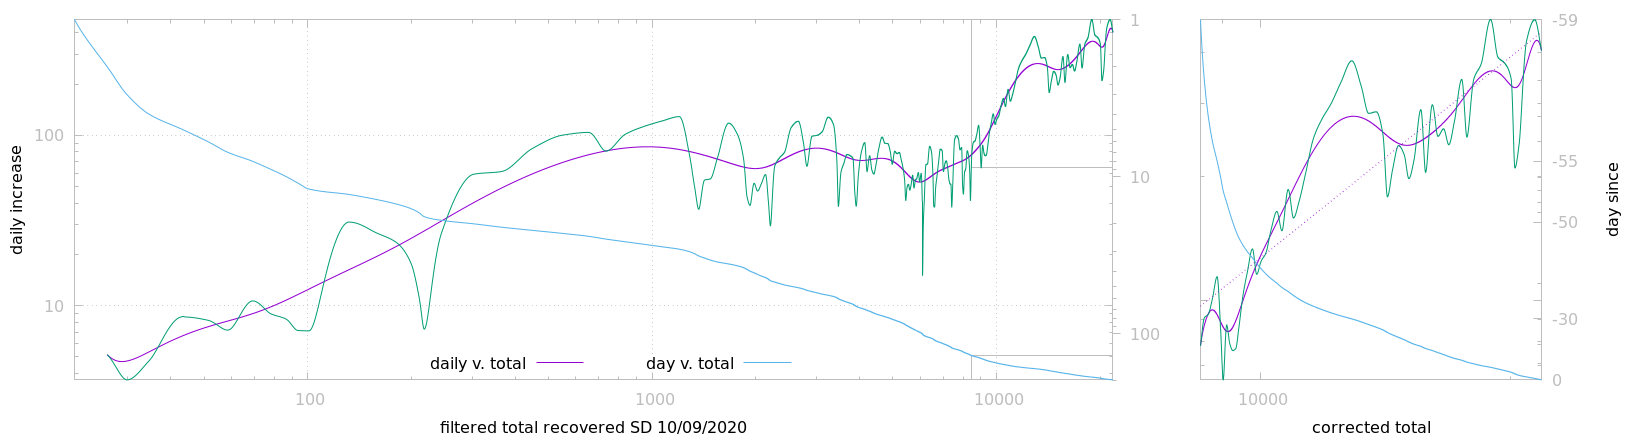 1
-59
100
10
-55
-50
daily increase
day since
10
100
-30
daily v. total
day v. total
0
100
1000
10000
10000
filtered total recovered SD 10/09/2020
corrected total